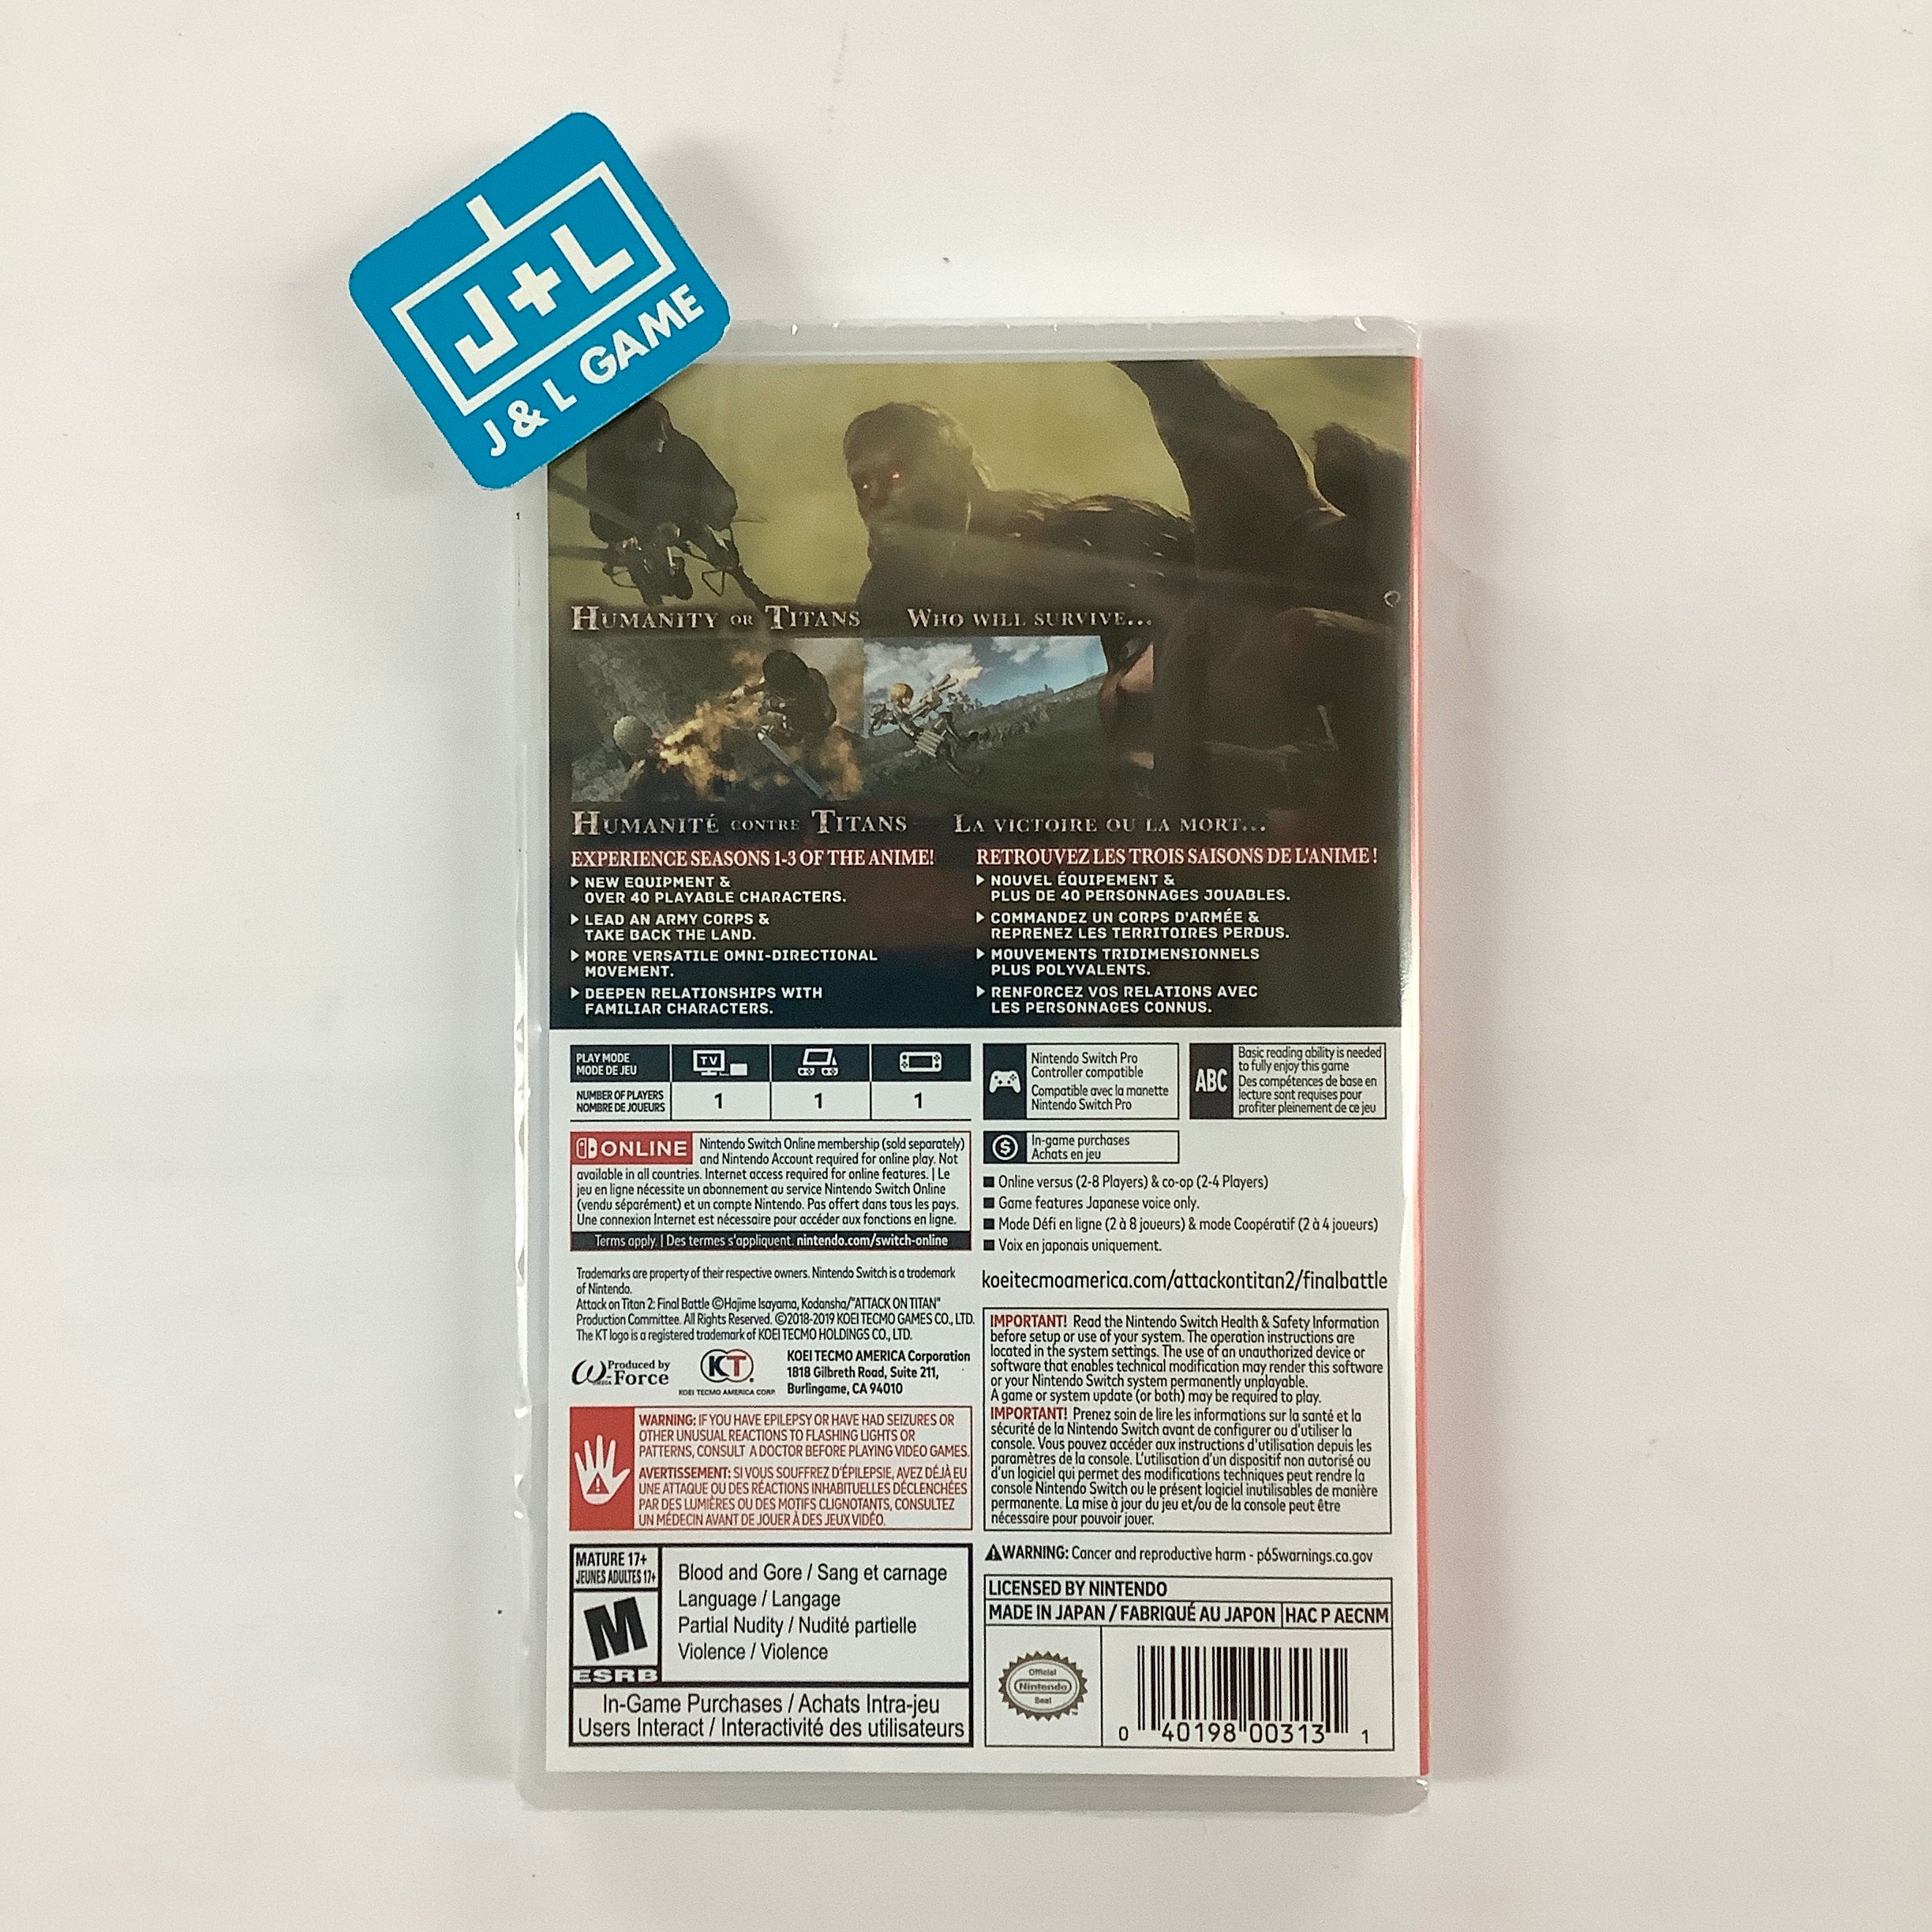 J+L
J & L GAME
1
HUMANITY OR TITANS WHO WILL SURVIVE...
HUMANITÉ CONTRE TITANS LA VICTOIRE OU LA MORT...
EXPERIENCE SEASONS 1-3 OF THE ANIME!
NEW EQUIPMENT &
OVER 40 PLAYABLE CHARACTERS.
LEAD AN ARMY CORPS &
TAKE BACK THE LAND.
MORE VERSATILE OMNI-DIRECTIONAL
MOVEMENT.
DEEPEN RELATIONSHIPS WITH
FAMILIAR CHARACTERS.
RETROUVEZ LES TROIS SAISONS DE L'ANIME !
NOUVEL ÉQUIPEMENT &
PLUS DE 40 PERSONNAGES JOUABLES.
COMMANDEZ UN CORPS D'ARMÉE &
REPRENEZ LES TERRITOIRES PERDUS.
MOUVEMENTS TRIDIMENSIONNELS
PLUS POLYVALENTS.
RENFORCEZ VOS RELATIONS AVEC
LES PERSONNAGES CONNUS.
PLAY MODE
MODE DE JEU
TV
NUMBER OF PLAYERS
NOMBRE DE JOUEURS
1 1 1
Nintendo Switch Pro
Controller compatible
Compatible avec la manette
Nintendo Switch Pro
ABC
Basic reading ability is needed
to fully enjoy this game
Des compétences de base en
lecture sont requises pour
profiter pleinement de ce jeu
ONLINE Nintendo Switch Online membership (sold separately)
and Nintendo Account required for online play. Not
available in all countries. Internet access required for online features. | Le
jeu en ligne nécessite un abonnement au service Nintendo Switch Online
(vendu séparément) et un compte Nintendo. Pas offert dans tous les pays.
Une connexion Internet est nécessaire pour accéder aux fonctions en ligne.
Terms apply. | Des termes s'appliquent. nintendo.com/switch-online
$
In-game purchases
Achats en jeu
■ Online versus (2-8 Players) & co-op (2-4 Players)
■ Game features Japanese voice only.
■ Mode Défi en ligne (2 à 8 joueurs) & mode Coopératif (2 à 4 joueurs)
■ Voix en japonais uniquement.
koeitecmoamerica.com/attackontitan2/finalbattle
Trademarks are property of their respective owners. Nintendo Switch is a trademark
of Nintendo.
Attack on Titan 2: Final Battle ©Hajime Isayama, Kodansha/"ATTACK ON TITAN"
Production Committee. All Rights Reserved. ©2018-2019 KOEI TECMO GAMES CO., LTD.
The KT logo is a registered trademark of KOEI TECMO HOLDINGS CO., LTD.
Produced by
ω-Force
OMEGA
KT
KOEI TECMO AMERICA CORP.
KOEI TECMO AMERICA Corporation
1818 Gilbreth Road, Suite 211,
Burlingame, CA 94010
WARNING: IF YOU HAVE EPILEPSY OR HAVE HAD SEIZURES OR
OTHER UNUSUAL REACTIONS TO FLASHING LIGHTS OR
PATTERNS, CONSULT A DOCTOR BEFORE PLAYING VIDEO GAMES.
AVERTISSEMENT: SI VOUS SOUFFREZ D'ÉPILEPSIE, AVEZ DÉJÀ EU
UNE ATTAQUE OU DES RÉACTIONS INHABITUELLES DÉCLENCHÉES
PAR DES LUMIÈRES OU DES MOTIFS CLIGNOTANTS, CONSULTEZ
UN MÉDECIN AVANT DE JOUER À DES JEUX VIDÉO.
IMPORTANT! Read the Nintendo Switch Health & Safety Information
before setup or use of your system. The operation instructions are
located in the system settings. The use of an unauthorized device or
software that enables technical modification may render this software
or your Nintendo Switch system permanently unplayable.
A game or system update (or both) may be required to play.
IMPORTANT! Prenez soin de lire les informations sur la santé et la
sécurité de la Nintendo Switch avant de configurer ou d'utiliser la
console. Vous pouvez accéder aux instructions d'utilisation depuis les
paramètres de la console. L'utilisation d'un dispositif non autorisé ou
d'un logiciel qui permet des modifications techniques peut rendre la
console Nintendo Switch ou le présent logiciel inutilisables de manière
permanente. La mise à jour du jeu et/ou de la console peut être
nécessaire pour pouvoir jouer.
WARNING: Cancer and reproductive harm - p65warnings.ca.gov
MATURE 17+
JEUNES ADULTES 17+
M
ESRB
Blood and Gore / Sang et carnage
Language / Langage
Partial Nudity / Nudité partielle
Violence / Violence
In-Game Purchases / Achats Intra-jeu
Users Interact / Interactivité des utilisateurs
LICENSED BY NINTENDO
MADE IN JAPAN / FABRIQUÉ AU JAPON HAC P AECNM
Official
Nintendo
Seal
0 40198 00313 1